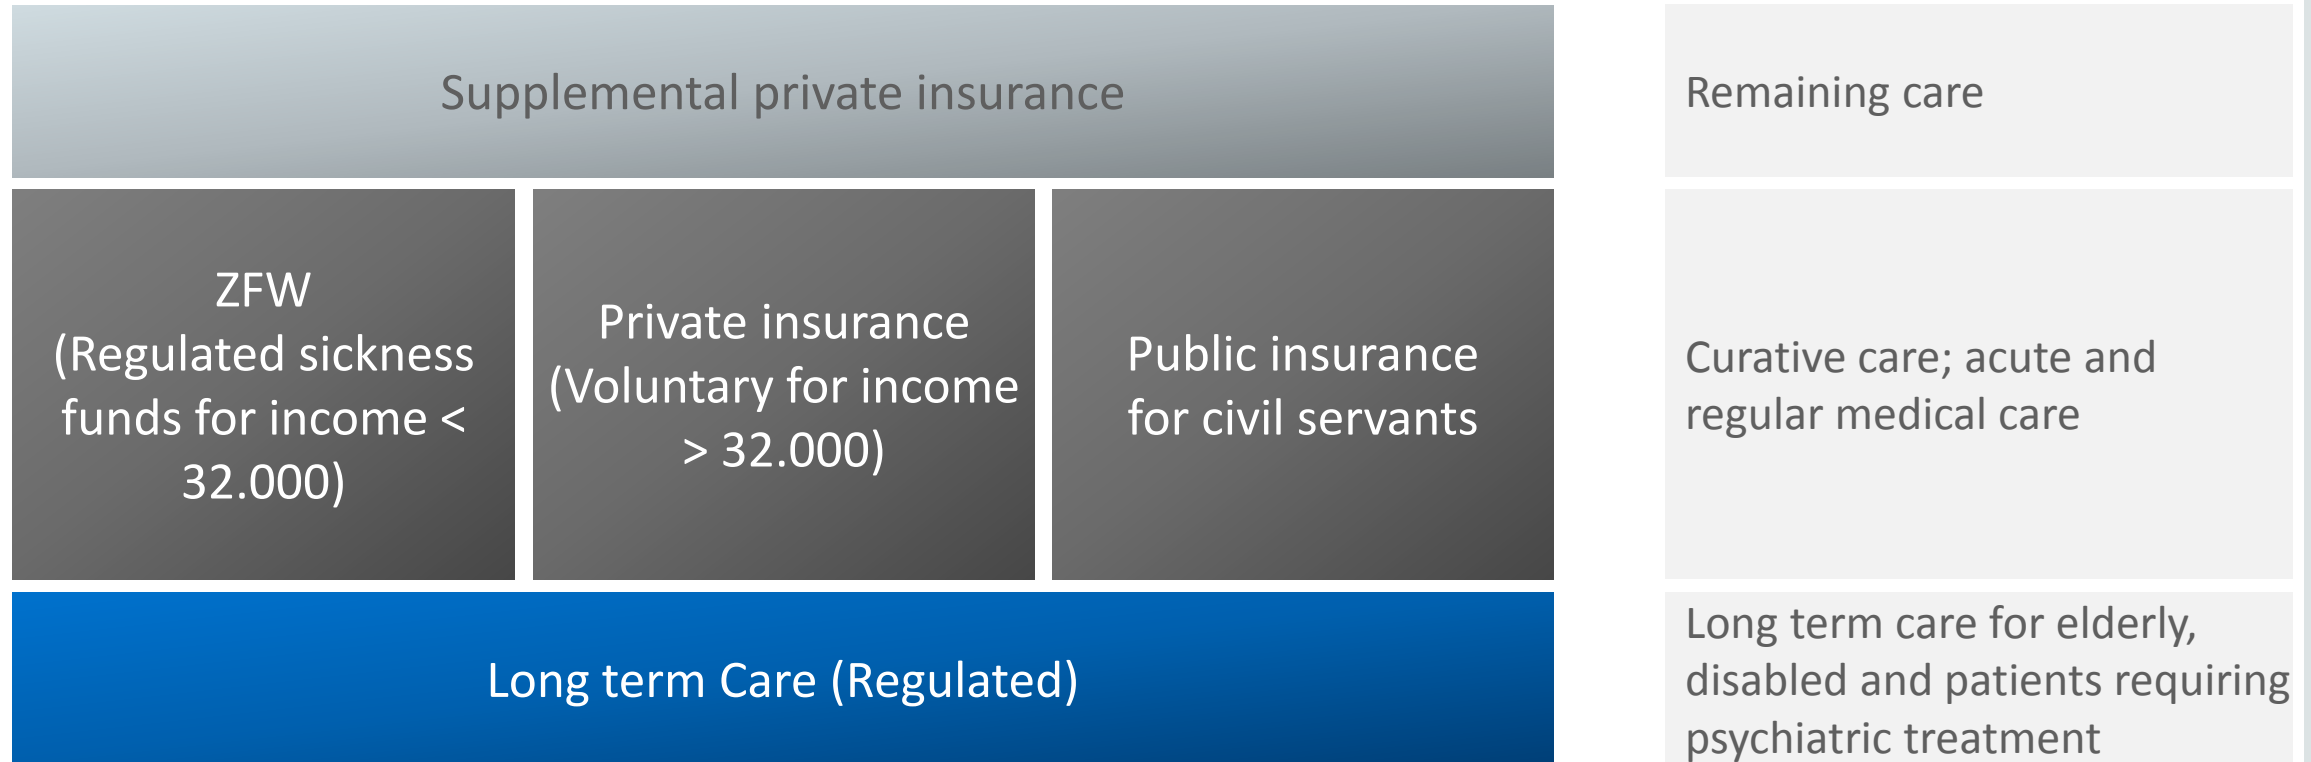 Supplemental private insurance
Remaining care
ZFW
(Regulated sickness
funds for income <
32.000)
Private insurance
(Voluntary for income
> 32.000)
Public insurance
for civil servants
Curative care; acute and
regular medical care
Long term Care (Regulated)
Long term care for elderly,
disabled and patients requiring
psychiatric treatment